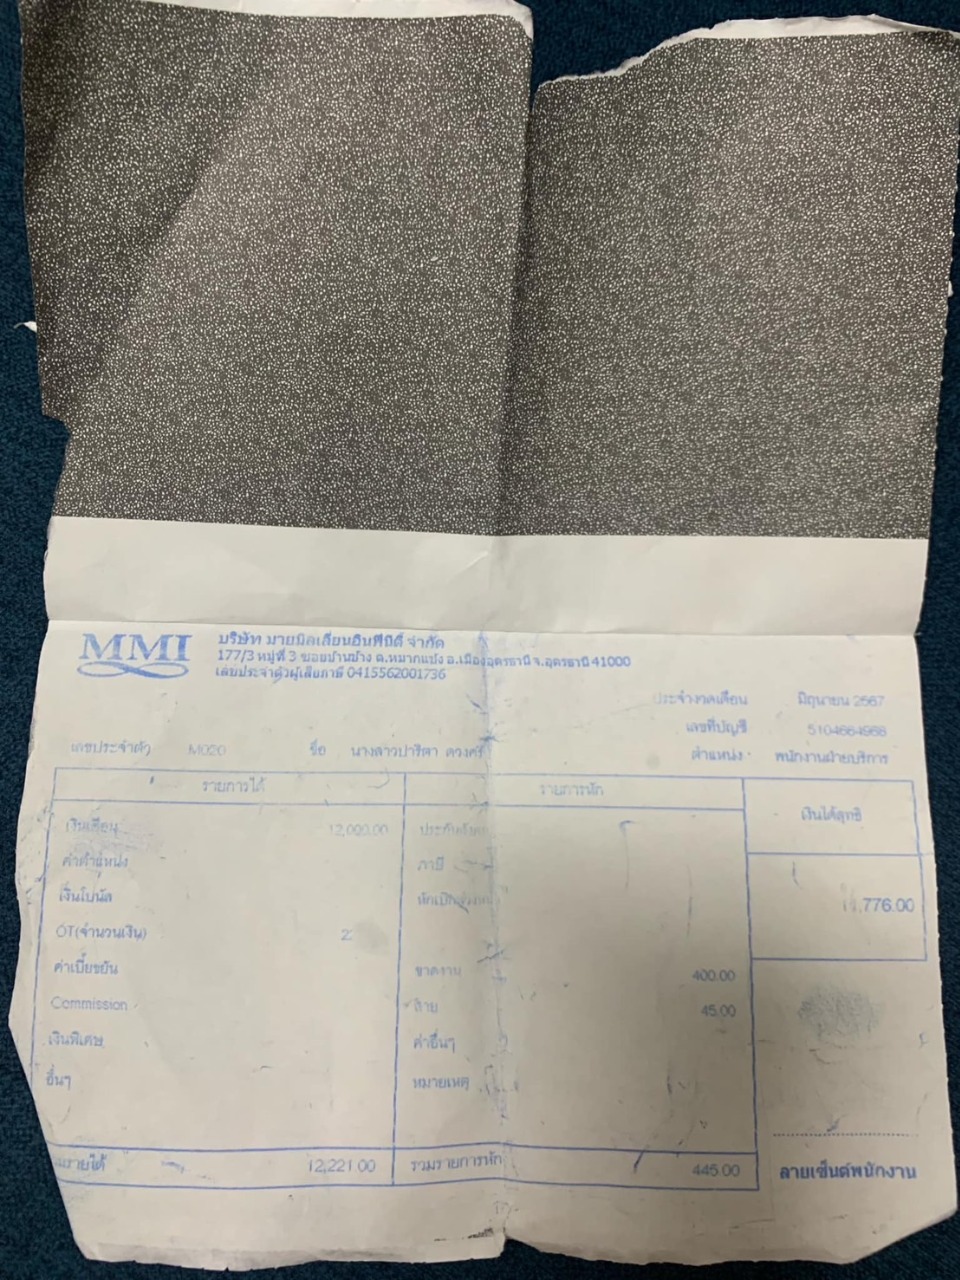 MMI
บริษัท มายมิลเลี่ยนอินฟินิตี้ จำกัด
177/3 หมู่ที่ 3 ซอยบ้านม้าง ต.หมากแข้ง อ.เมืองอุดรธานี จ.อุดรธานี 41000
เลขประจำตัวผู้เสียภาษี 0415562001736
ประจำงวดเดือน มิถุนายน 2567
เลขที่บัญชี 5104664968
เลขประจำตัว M020 ชื่อ นางสาวปาริตา ดวงศรี ตำแหน่ง พนักงานฝ่ายบริการ
รายการได้ รายการหัก เงินได้สุทธิ
เงินเดือน 12,000.00
ค่าตำแหน่ง ภาษี
เงินโบนัส 776.00
OT(จำนวนเงิน)
ค่าเบี้ยขยัน ขาดงาน 400.00
Commission สาย 45.00
เงินพิเศษ ค่าอื่นๆ
อื่นๆ หมายเหตุ
รวมรายได้ 12,221.00 รวมรายการหัก 445.00 ลายเซ็นต์พนักงาน